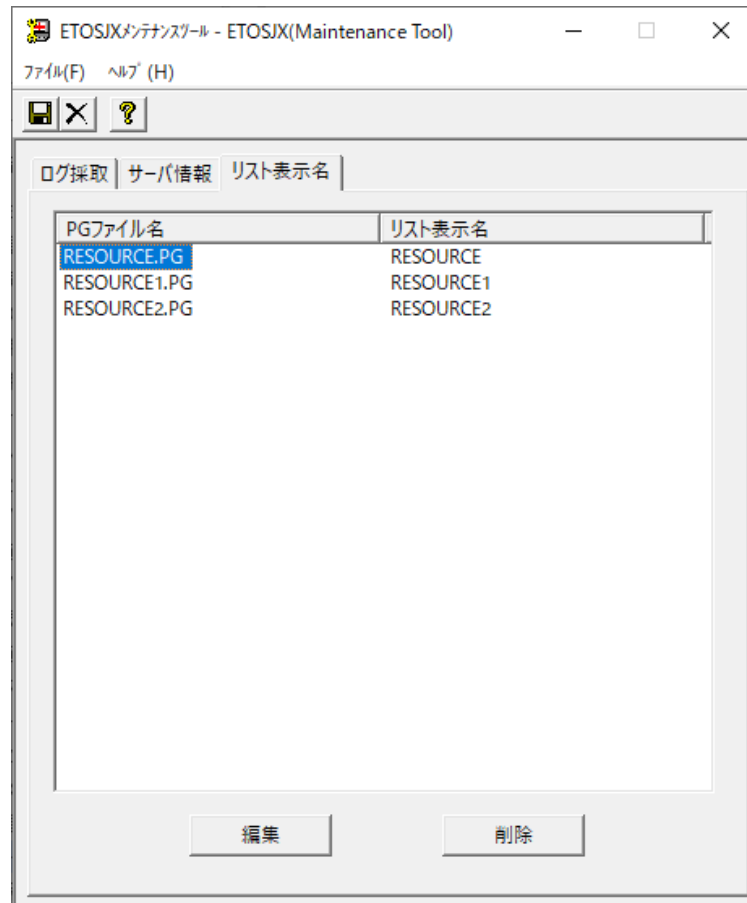 ETOSJXﾒﾝﾃﾅﾝｽﾂｰﾙ - ETOSJX(Maintenance Tool)
ﾌｧｲﾙ(F) ﾍﾙﾌﾟ(H)
ログ採取 サーバ情報 リスト表示名
PGファイル名 リスト表示名
RESOURCE.PG RESOURCE
RESOURCE1.PG RESOURCE1
RESOURCE2.PG RESOURCE2
編集 削除